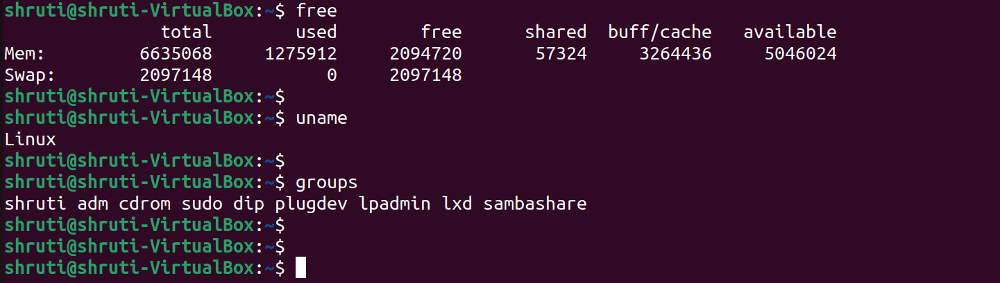 shruti@shruti-VirtualBox:~$ free
               total        used        free      shared  buff/cache   available
Mem:         6635068     1275912     2094720       57324     3264436     5046024
Swap:        2097148           0     2097148
shruti@shruti-VirtualBox:~$
shruti@shruti-VirtualBox:~$ uname
Linux
shruti@shruti-VirtualBox:~$
shruti@shruti-VirtualBox:~$ groups
shruti adm cdrom sudo dip plugdev lpadmin lxd sambashare
shruti@shruti-VirtualBox:~$
shruti@shruti-VirtualBox:~$
shruti@shruti-VirtualBox:~$